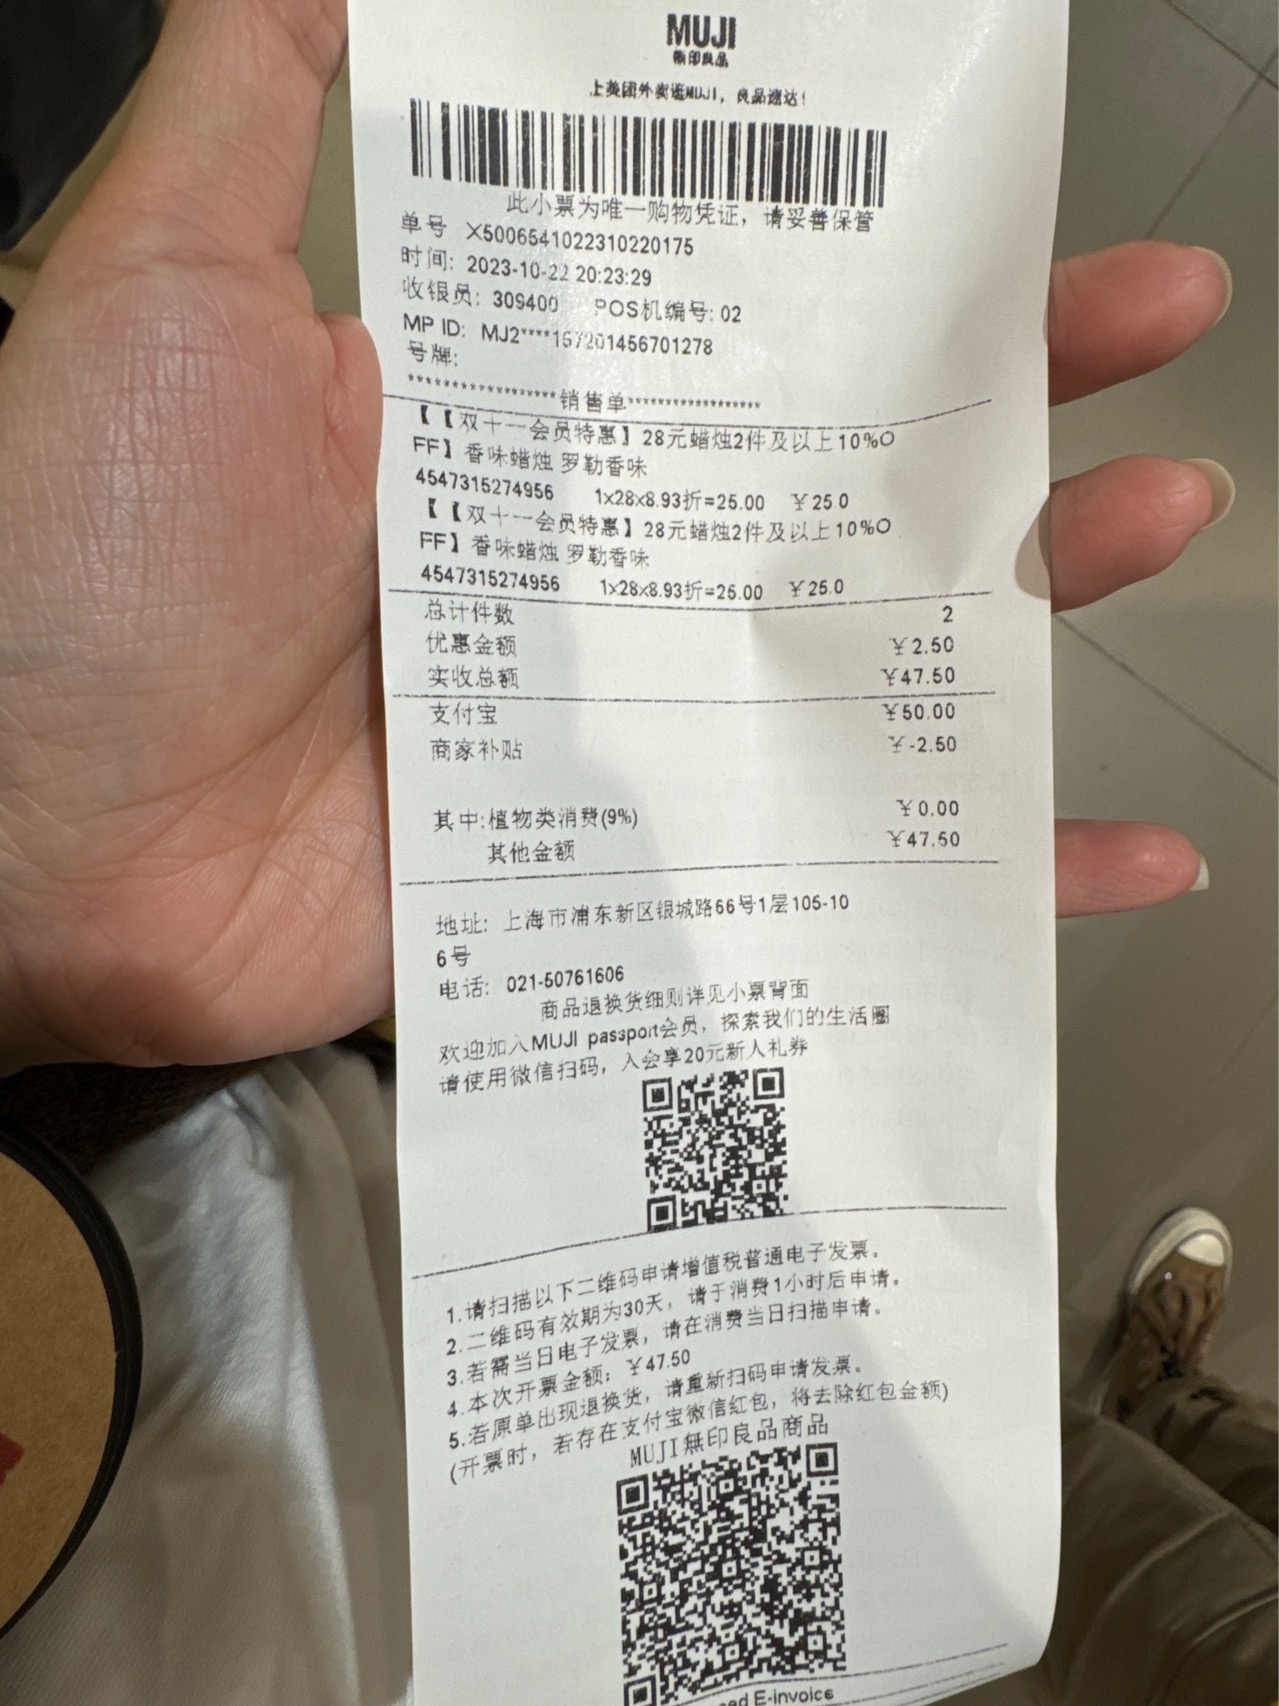 MUJI
無印良品
上美团外卖逛MUJI，良品速达！
此小票为唯一购物凭证，请妥善保管
单号 X5006541022310220175
时间: 2023-10-22 20:23:29
收银员: 309400 POS机编号: 02
MP ID: MJ2****167201456701278
号牌:
******************销售单******************
【【双十一会员特惠】28元蜡烛2件及以上10%O
FF】香味蜡烛 罗勒香味
4547315274956 1x28x8.93折=25.00 ￥25.0
【【双十一会员特惠】28元蜡烛2件及以上10%O
FF】香味蜡烛 罗勒香味
4547315274956 1x28x8.93折=25.00 ￥25.0
总计件数 2
优惠金额 ￥2.50
实收总额 ￥47.50
支付宝 ￥50.00
商家补贴 ￥-2.50
其中:植物类消费(9%) ￥0.00
其他金额 ￥47.50
地址: 上海市浦东新区银城路66号1层105-10
6号
电话: 021-50761606
商品退换货细则详见小票背面
欢迎加入MUJI passport会员，探索我们的生活圈
请使用微信扫码，入会享20元新人礼券
1.请扫描以下二维码申请增值税普通电子发票。
2.二维码有效期为30天，请于消费1小时后申请。
3.若需当日电子发票，请在消费当日扫描申请。
4.本次开票金额: ￥47.50
5.若原单出现退换货，请重新扫码申请发票。
(开票时，若存在支付宝微信红包，将去除红包金额)
MUJI無印良品商品
E-invoice